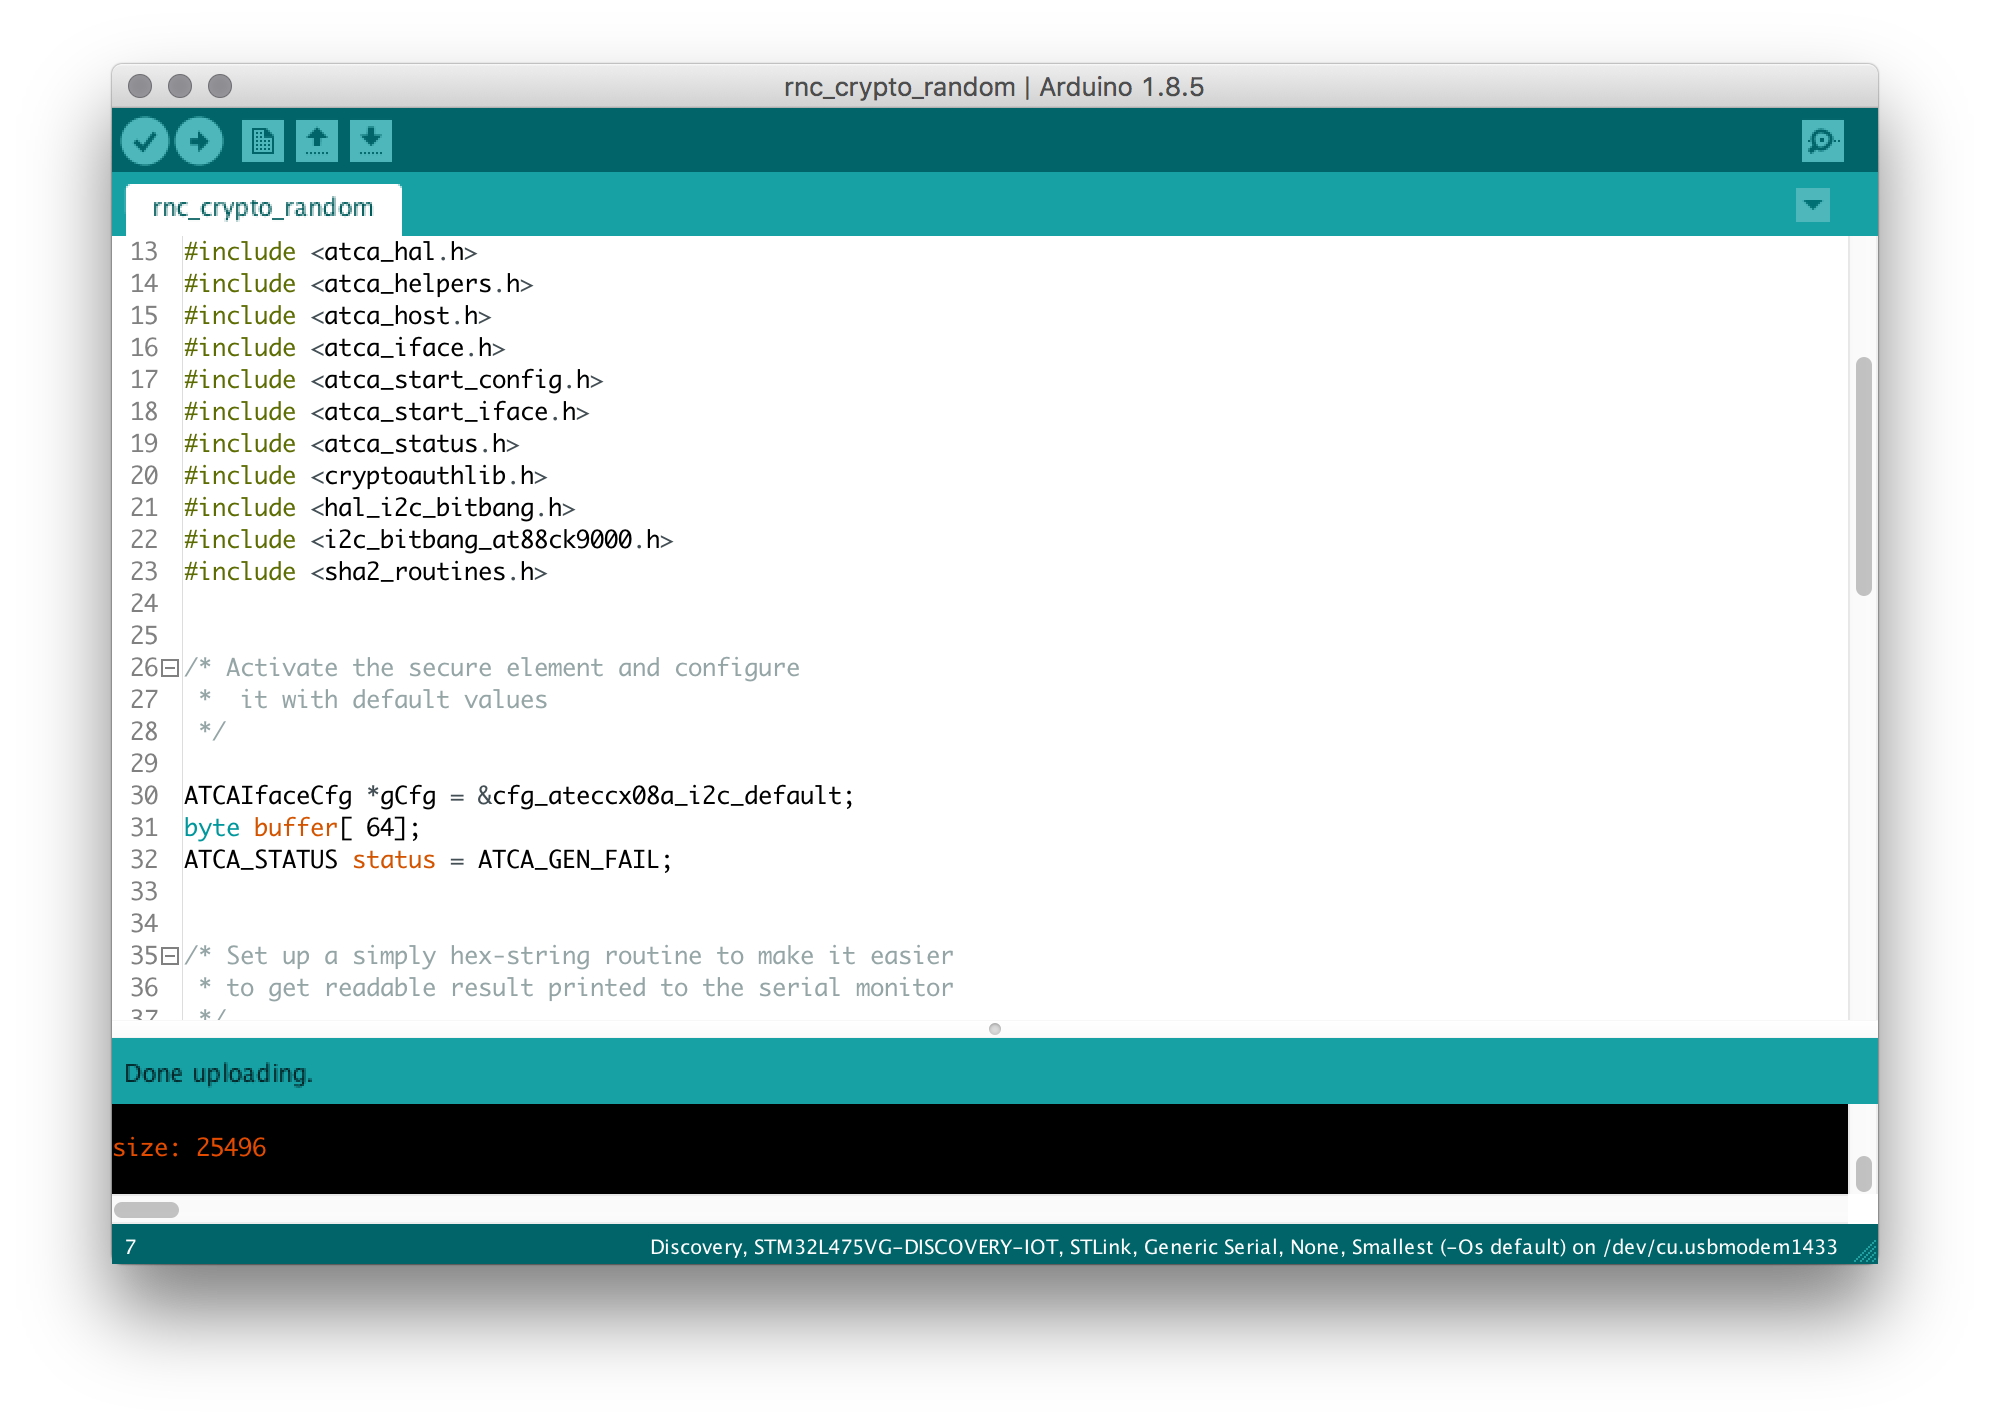 rnc_crypto_random | Arduino 1.8.5
rnc_crypto_random
13 #include <atca_hal.h>
14 #include <atca_helpers.h>
15 #include <atca_host.h>
16 #include <atca_iface.h>
17 #include <atca_start_config.h>
18 #include <atca_start_iface.h>
19 #include <atca_status.h>
20 #include <cryptoauthlib.h>
21 #include <hal_i2c_bitbang.h>
22 #include <i2c_bitbang_at88ck9000.h>
23 #include <sha2_routines.h>
24
25
26 /* Activate the secure element and configure
27 *  it with default values
28 */
29
30 ATCAIfaceCfg *gCfg = &cfg_ateccx08a_i2c_default;
31 byte buffer[ 64];
32 ATCA_STATUS status = ATCA_GEN_FAIL;
33
34
35 /* Set up a simply hex-string routine to make it easier
36 * to get readable result printed to the serial monitor
37 */
Done uploading.
size: 25496
7 Discovery, STM32L475VG-DISCOVERY-IOT, STLink, Generic Serial, None, Smallest (-Os default) on /dev/cu.usbmodem1433